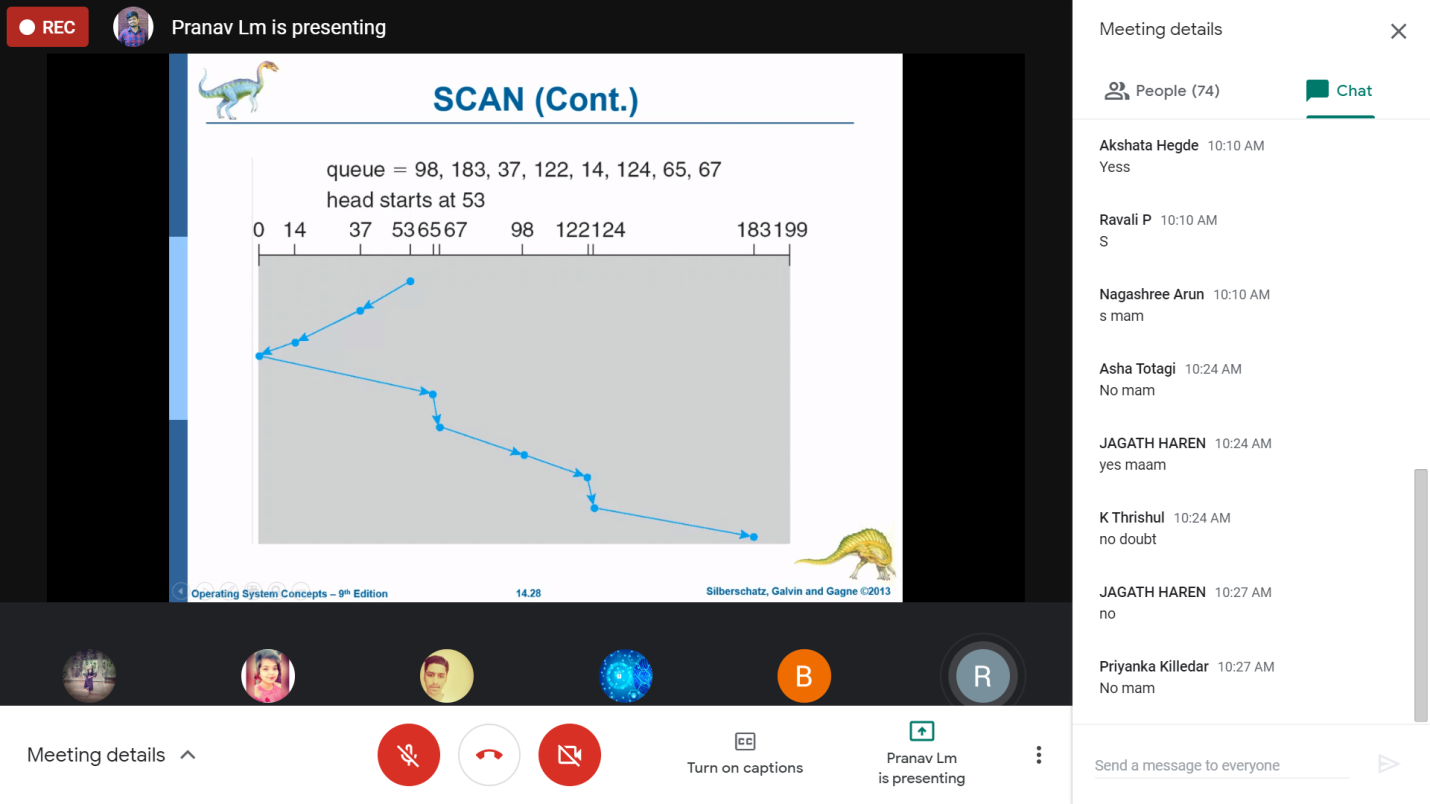 REC
Pranav Lm is presenting
SCAN (Cont.)
queue = 98, 183, 37, 122, 14, 124, 65, 67
head starts at 53
0 14 37 53 65 67 98 122 124 183 199
Operating System Concepts – 9th Edition
14.28
Silberschatz, Galvin and Gagne ©2013
B
R
Meeting details
CC
Turn on captions
Pranav Lm
is presenting
Meeting details
People (74)
Chat
Akshata Hegde 10:10 AM
Yess
Ravali P 10:10 AM
S
Nagashree Arun 10:10 AM
s mam
Asha Totagi 10:24 AM
No mam
JAGATH HAREN 10:24 AM
yes maam
K Thrishul 10:24 AM
no doubt
JAGATH HAREN 10:27 AM
no
Priyanka Killedar 10:27 AM
No mam
Send a message to everyone